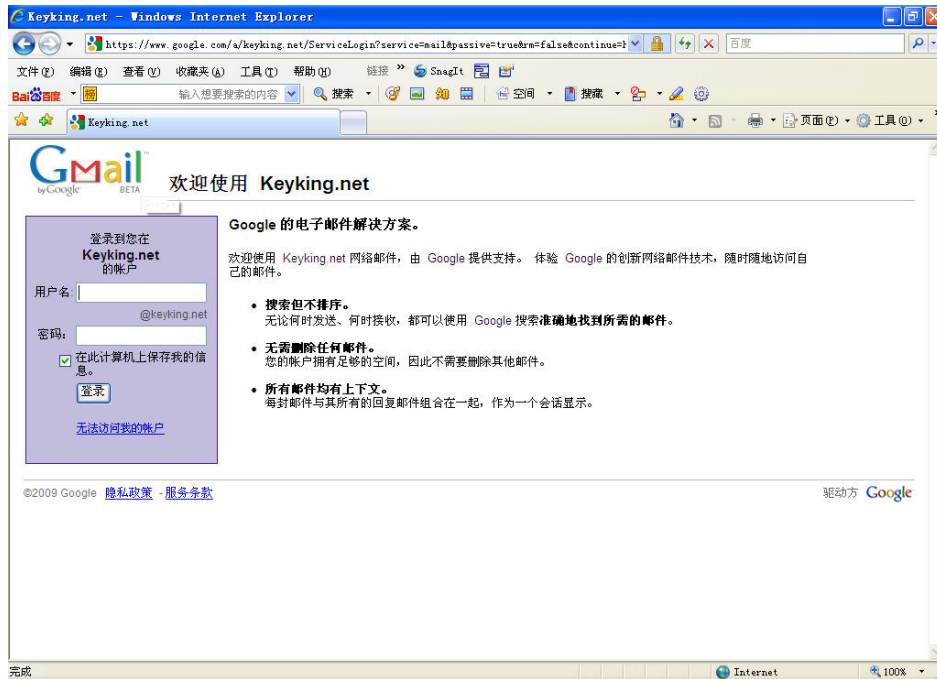 Keyking.net - Windows Internet Explorer
https://www.google.com/a/keyking.net/ServiceLogin?service=mail&passive=true&rm=false&continue=
百度
文件(F) 编辑(E) 查看(V) 收藏夹(A) 工具(T) 帮助(H) 链接 » SnagIt
Bai百度 输入想要搜索的内容 搜索 空间 搜藏
Keyking.net 页面(P) 工具(O)
Gmail
by Google BETA
欢迎使用 Keyking.net
登录到您在
Keyking.net
的帐户
用户名:
@keyking.net
密码:
在此计算机上保存我的信
息。
登录
无法访问我的帐户
Google 的电子邮件解决方案。
欢迎使用 Keyking.net 网络邮件,由 Google 提供支持。 体验 Google 的创新网络邮件技术,随时随地访问自
己的邮件。
• 搜索但不排序。
无论何时发送、何时接收,都可以使用 Google 搜索准确地找到所需的邮件。
• 无需删除任何邮件。
您的帐户拥有足够的空间,因此不需要删除其他邮件。
• 所有邮件均有上下文。
每封邮件与其所有的回复邮件组合在一起,作为一个会话显示。
©2009 Google 隐私政策 - 服务条款
驱动方 Google
完成 Internet 100%